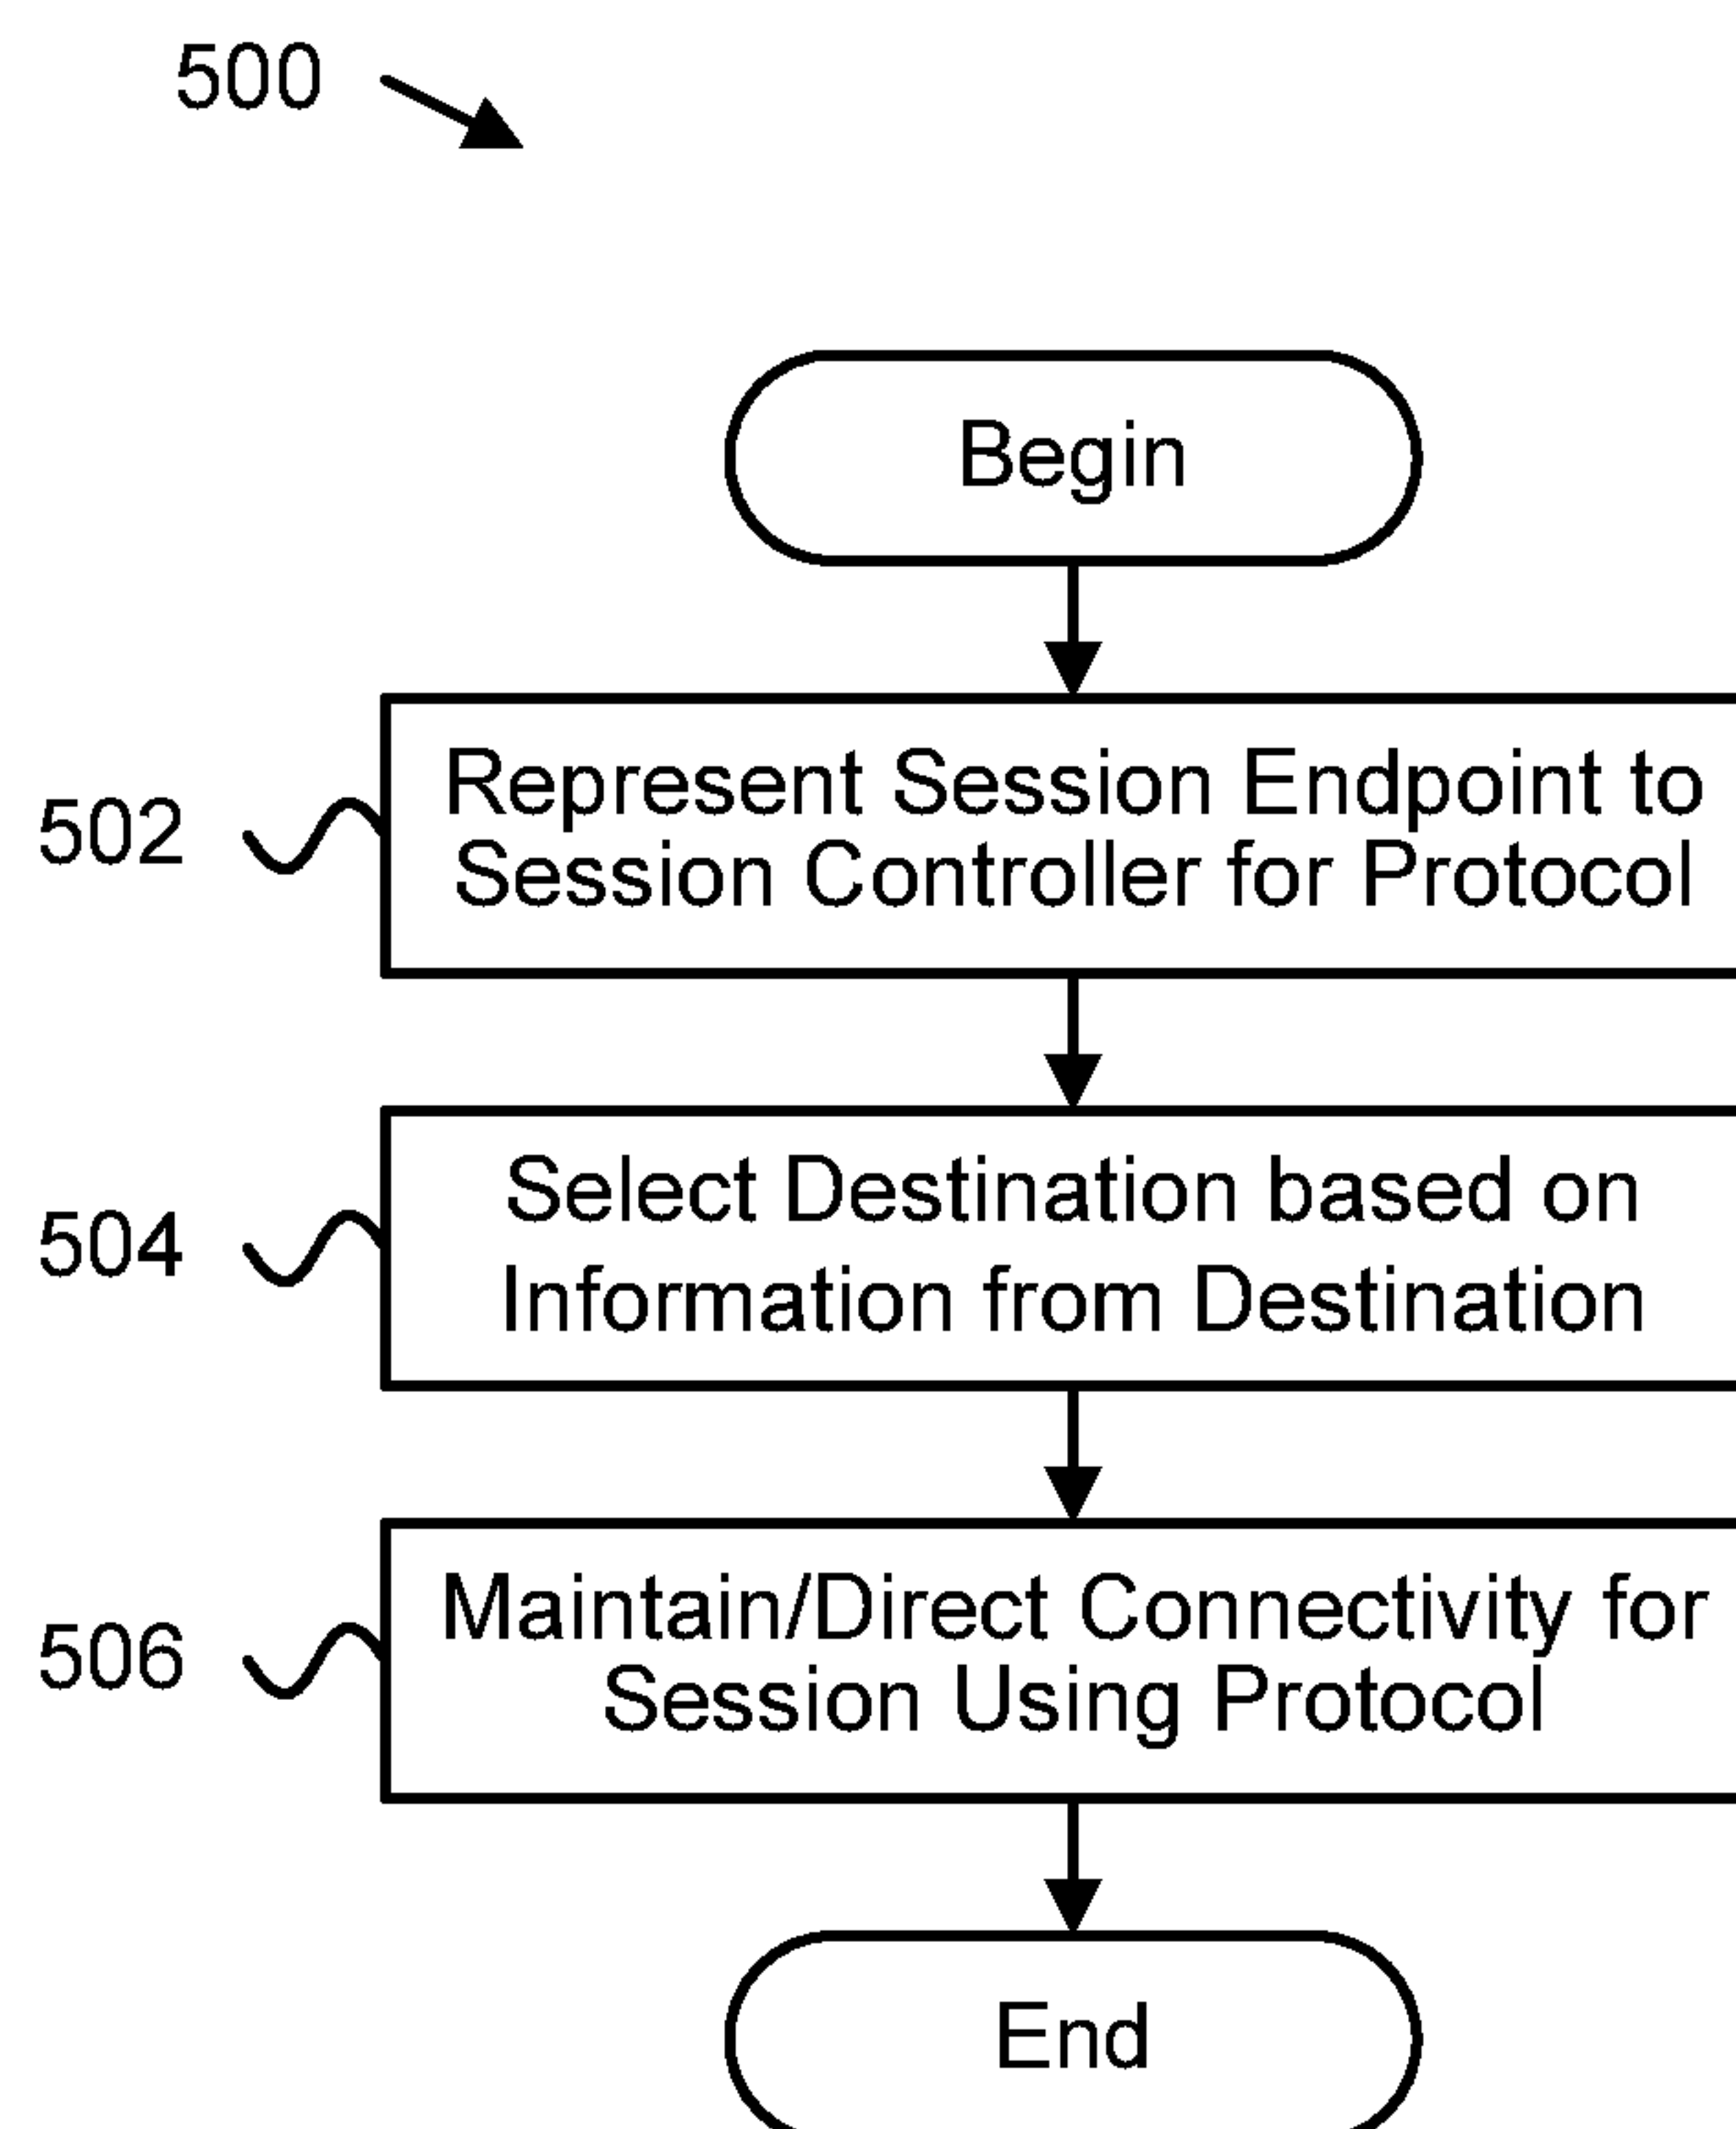 500
Begin
502
Represent Session Endpoint to
Session Controller for Protocol
504
Select Destination based on
Information from Destination
506
Maintain/Direct Connectivity for
Session Using Protocol
End